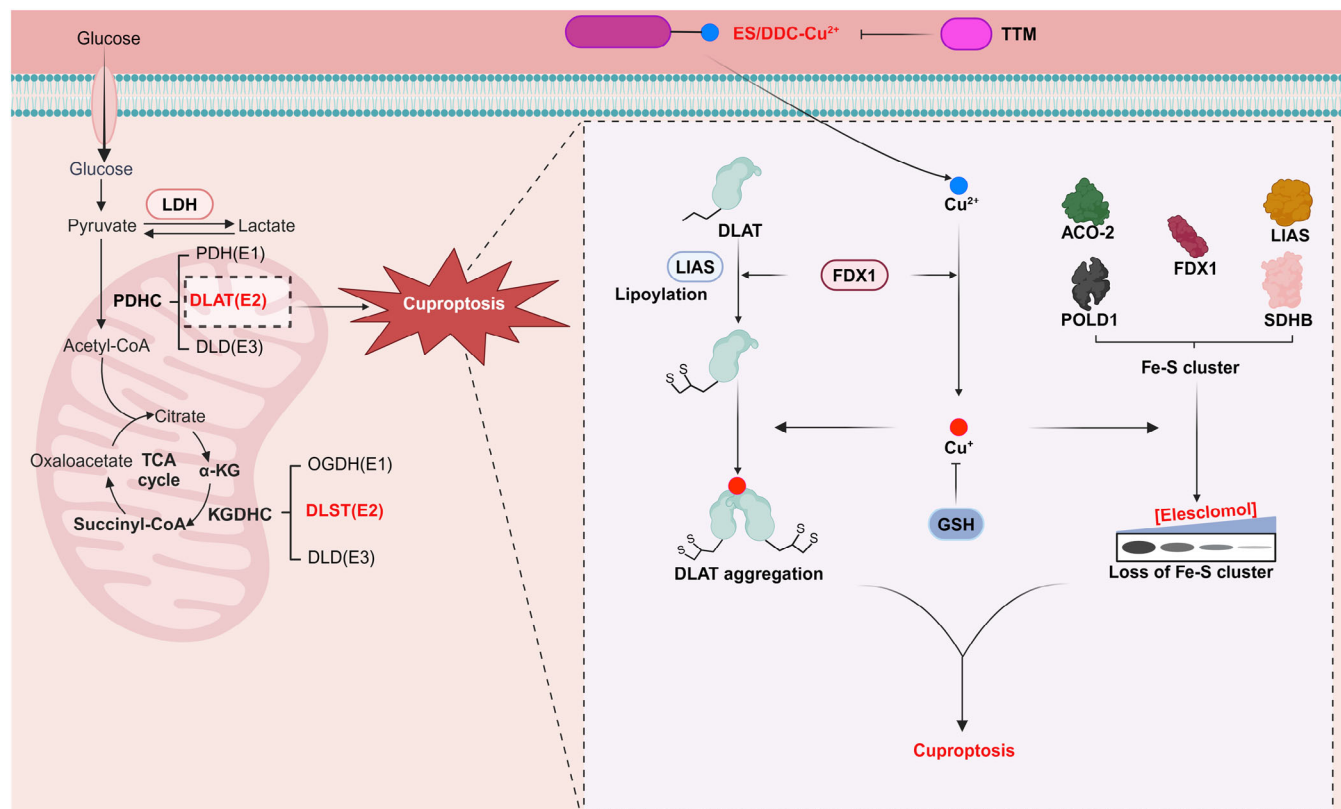 Glucose
ES/DDC-Cu²⁺
TTM
Glucose
Pyruvate
LDH
Lactate
PDHC
PDH(E1)
DLAT(E2)
DLD(E3)
Cuproptosis
Acetyl-CoA
Citrate
Oxaloacetate
TCA
cycle
α-KG
Succinyl-CoA
KGDHC
OGDH(E1)
DLST(E2)
DLD(E3)
DLAT
LIAS
Lipoylation
FDX1
S
S
S
S
S
S
DLAT aggregation
Cu²⁺
Cu⁺
GSH
ACO-2
LIAS
FDX1
POLD1
SDHB
Fe-S cluster
[Elesclomol]
Loss of Fe-S cluster
Cuproptosis